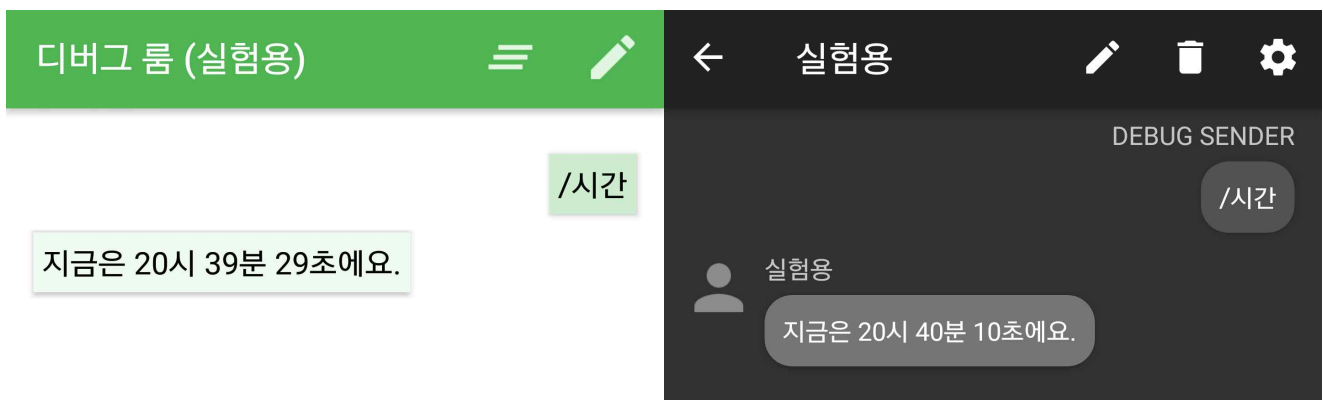 디버그 룸 (실험용)
/시간
지금은 20시 39분 29초에요.
실험용
DEBUG SENDER
/시간
실험용
지금은 20시 40분 10초에요.